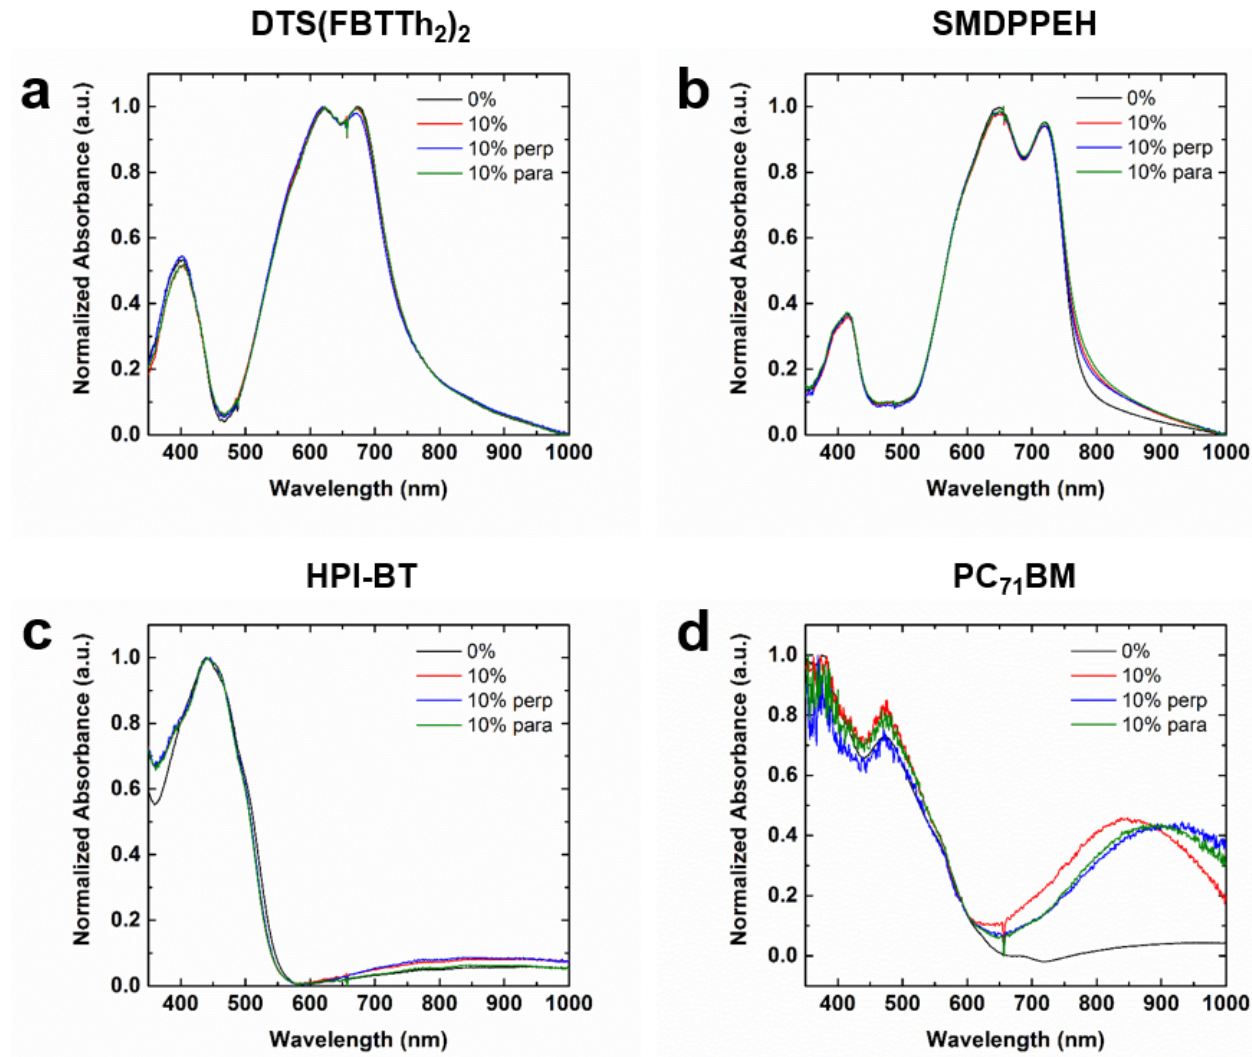 DTS(FBTTh₂)₂
a
Normalized Absorbance (a.u.)
1.0
0.8
0.6
0.4
0.2
0.0
0%
10%
10% perp
10% para
400 500 600 700 800 900 1000
Wavelength (nm)
SMDPPEH
b
Normalized Absorbance (a.u.)
1.0
0.8
0.6
0.4
0.2
0.0
0%
10%
10% perp
10% para
400 500 600 700 800 900 1000
Wavelength (nm)
HPI-BT
c
Normalized Absorbance (a.u.)
1.0
0.8
0.6
0.4
0.2
0.0
0%
10%
10% perp
10% para
400 500 600 700 800 900 1000
Wavelength (nm)
PC₇₁BM
d
Normalized Absorbance (a.u.)
1.0
0.8
0.6
0.4
0.2
0.0
0%
10%
10% perp
10% para
400 500 600 700 800 900 1000
Wavelength (nm)